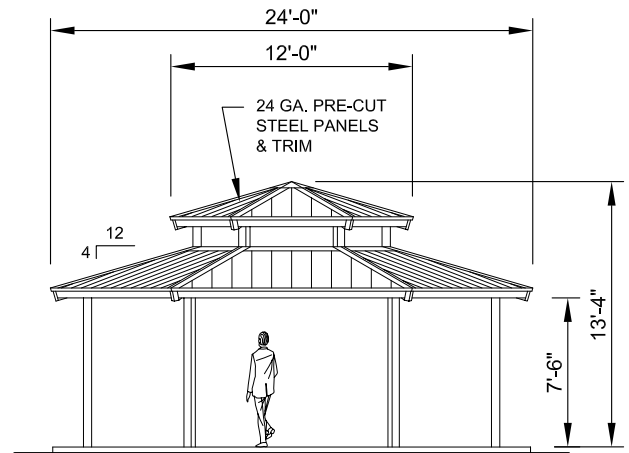 24'-0"
12'-0"
24 GA. PRE-CUT
STEEL PANELS
& TRIM
12
4
13'-4"
7'-6"